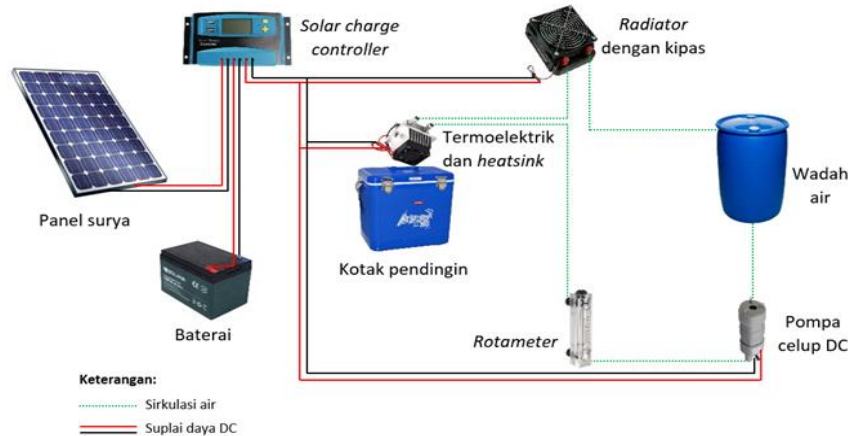 Solar charge
controller
Radiator
dengan kipas
Termoelektrik
dan heatsink
Wadah
air
Panel surya
Kotak pendingin
Baterai
Rotameter
Pompa
celup DC
Keterangan:
Sirkulasi air
Suplai daya DC